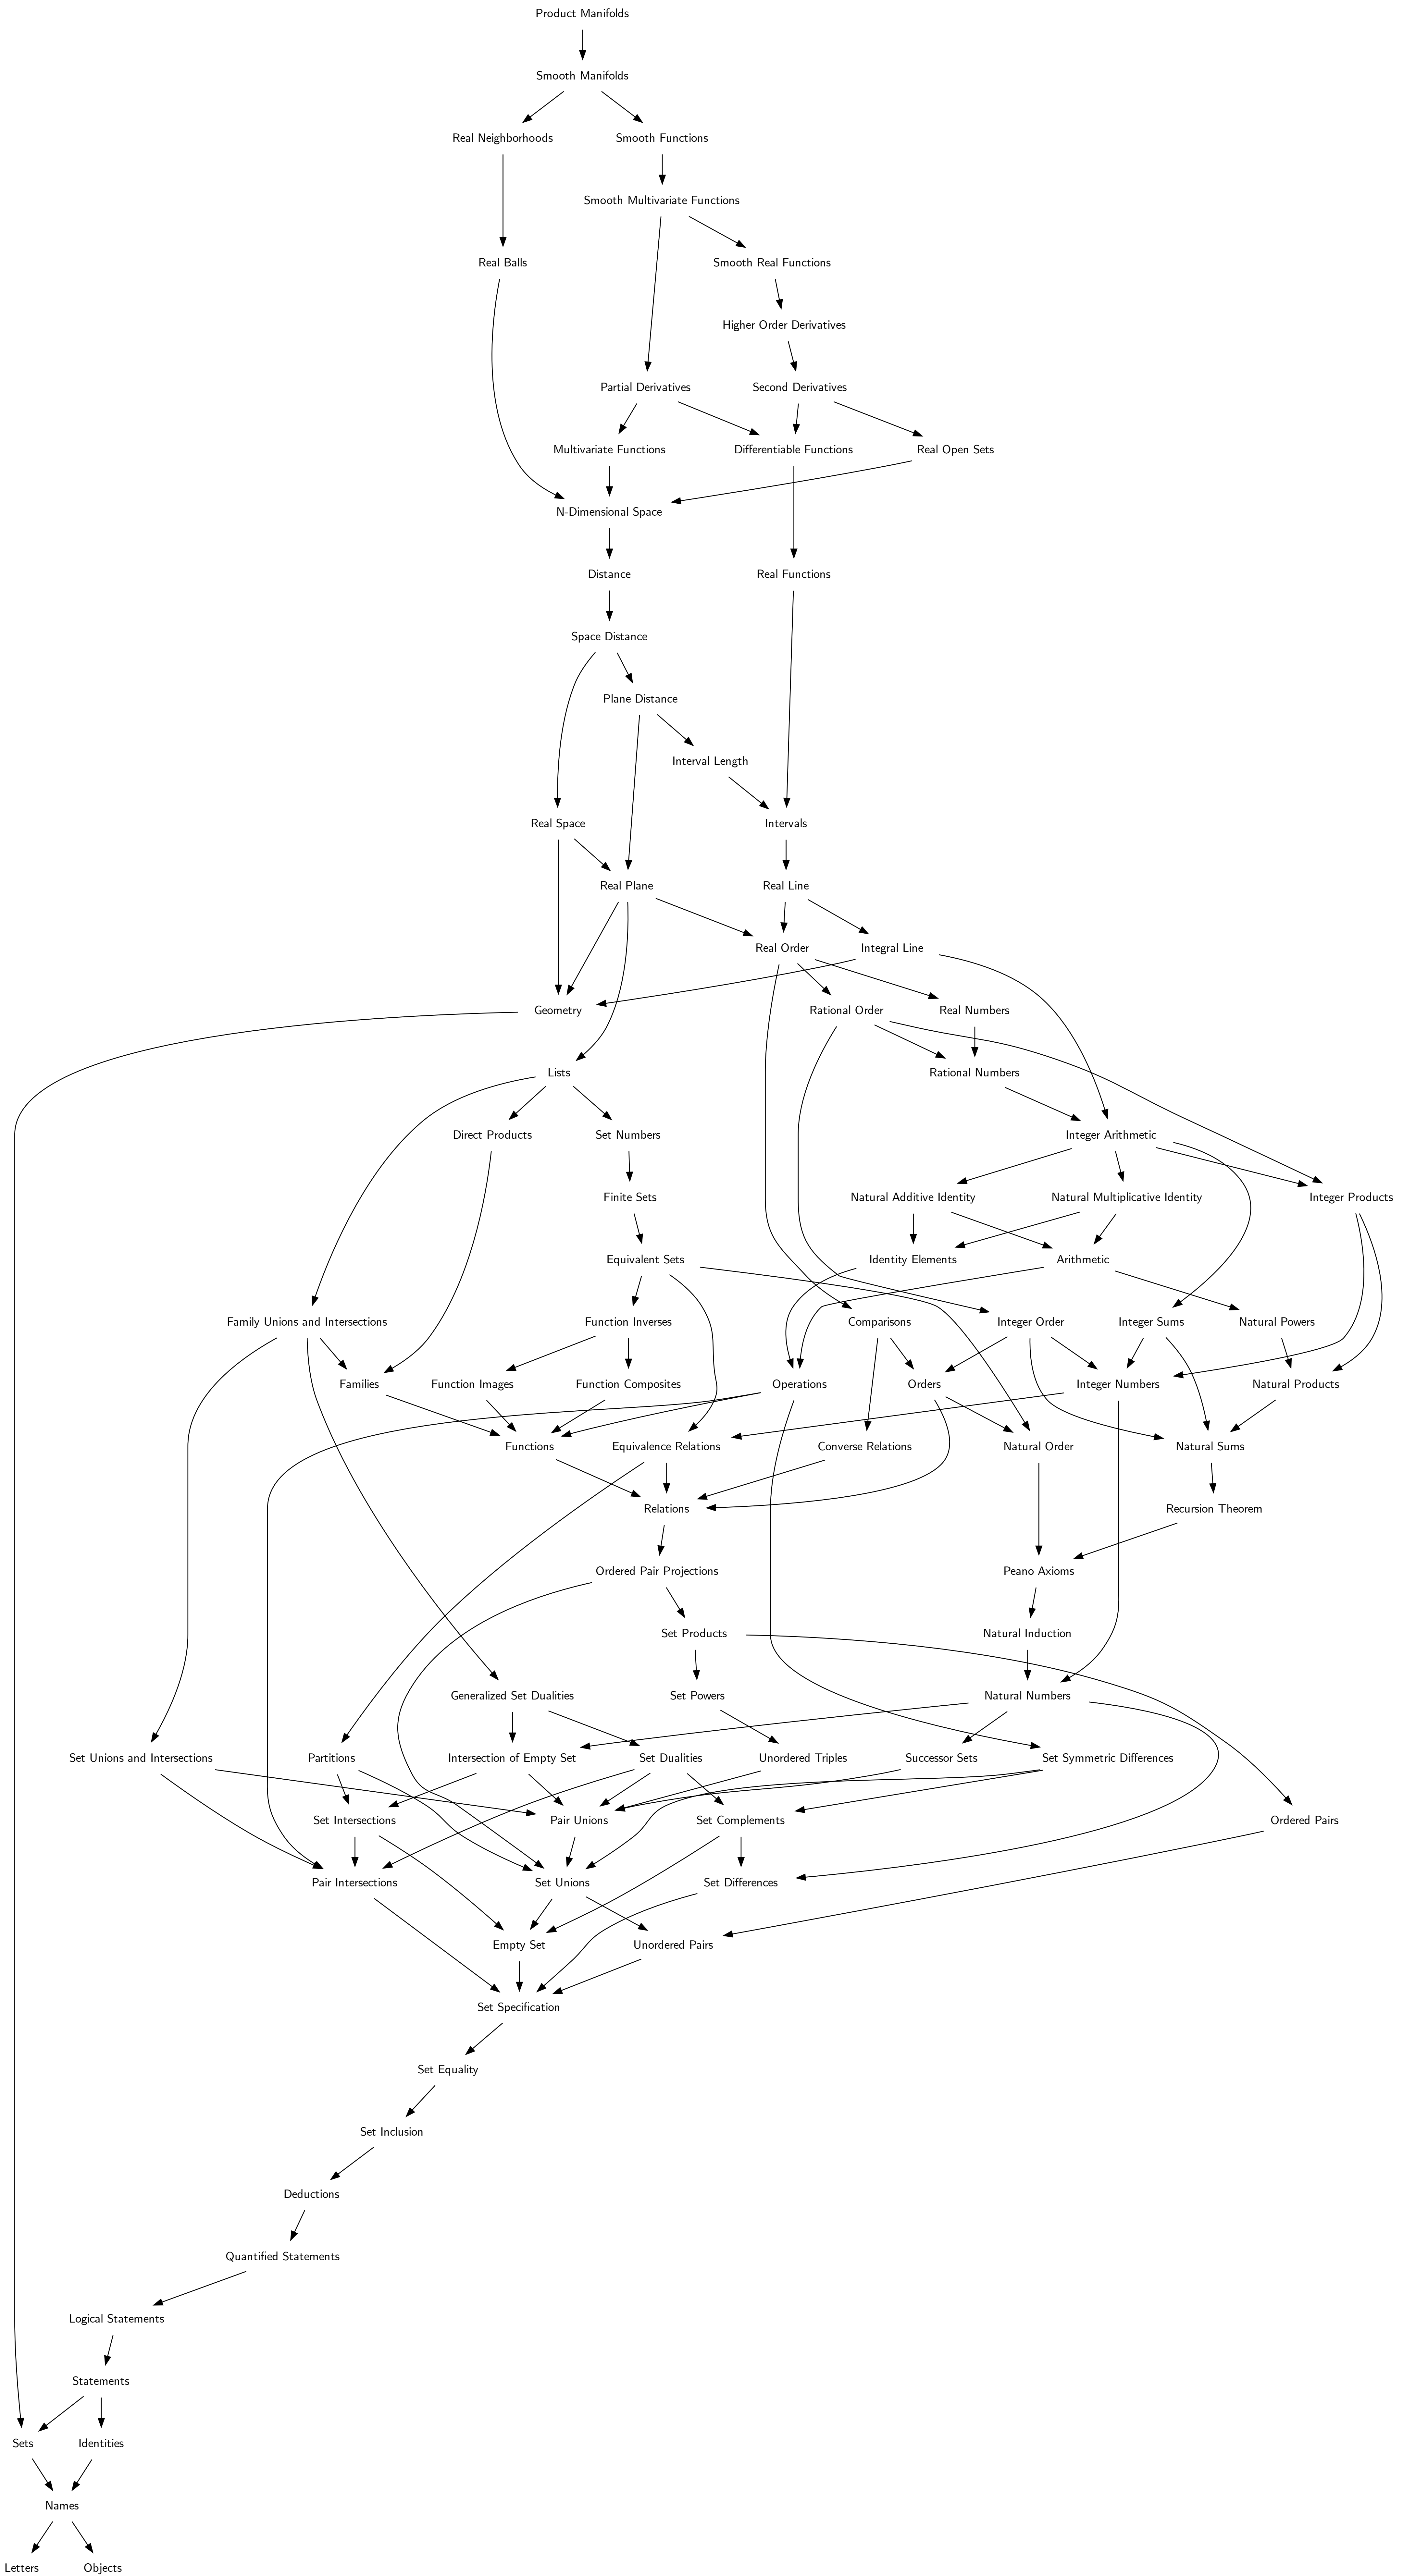 Product Manifolds
Smooth Manifolds
Real Neighborhoods
Smooth Functions
Smooth Multivariate Functions
Real Balls
Smooth Real Functions
Higher Order Derivatives
Partial Derivatives
Second Derivatives
Multivariate Functions
Differentiable Functions
Real Open Sets
N-Dimensional Space
Distance
Real Functions
Space Distance
Plane Distance
Interval Length
Real Space
Intervals
Real Plane
Real Line
Real Order
Integral Line
Geometry
Rational Order
Real Numbers
Lists
Rational Numbers
Direct Products
Set Numbers
Integer Arithmetic
Finite Sets
Natural Additive Identity
Natural Multiplicative Identity
Integer Products
Equivalent Sets
Identity Elements
Arithmetic
Family Unions and Intersections
Function Inverses
Comparisons
Integer Order
Integer Sums
Natural Powers
Families
Function Images
Function Composites
Operations
Orders
Integer Numbers
Natural Products
Functions
Equivalence Relations
Converse Relations
Natural Order
Natural Sums
Relations
Recursion Theorem
Ordered Pair Projections
Peano Axioms
Set Products
Natural Induction
Generalized Set Dualities
Set Powers
Natural Numbers
Set Unions and Intersections
Partitions
Intersection of Empty Set
Set Dualities
Unordered Triples
Successor Sets
Set Symmetric Differences
Set Intersections
Pair Unions
Set Complements
Ordered Pairs
Pair Intersections
Set Unions
Set Differences
Empty Set
Unordered Pairs
Set Specification
Set Equality
Set Inclusion
Deductions
Quantified Statements
Logical Statements
Statements
Sets
Identities
Names
Letters
Objects